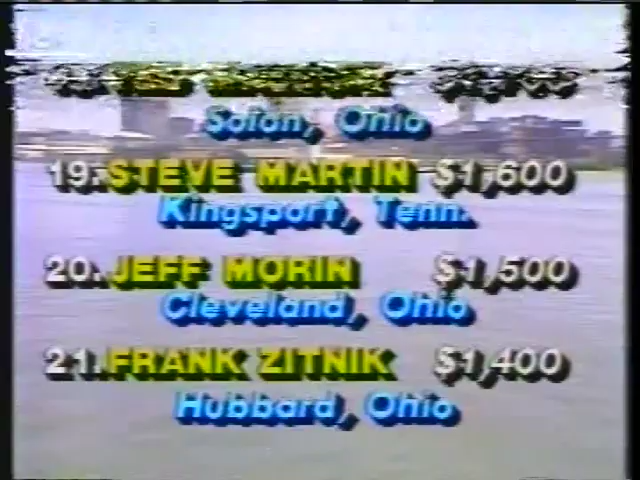 Solon, Ohio
19. STEVE MARTIN $1,600
Kingsport, Tenn.
20. JEFF MORIN $1,500
Cleveland, Ohio
21. FRANK ZITNIK $1,400
Hubbard, Ohio